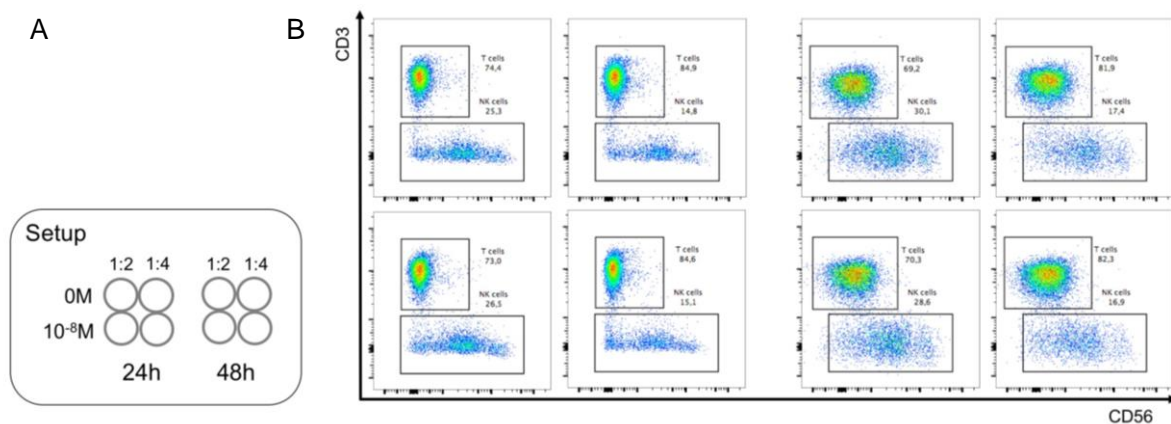 A
B
Setup
1:2 1:4 1:2 1:4
0M
10⁻⁸M
24h 48h
CD3
T cells
74,4
NK cells
25,3
T cells
84,9
NK cells
14,8
T cells
69,2
NK cells
30,1
T cells
81,9
NK cells
17,4
T cells
73,0
NK cells
26,5
T cells
84,6
NK cells
15,1
T cells
70,3
NK cells
28,6
T cells
82,3
NK cells
16,9
CD56